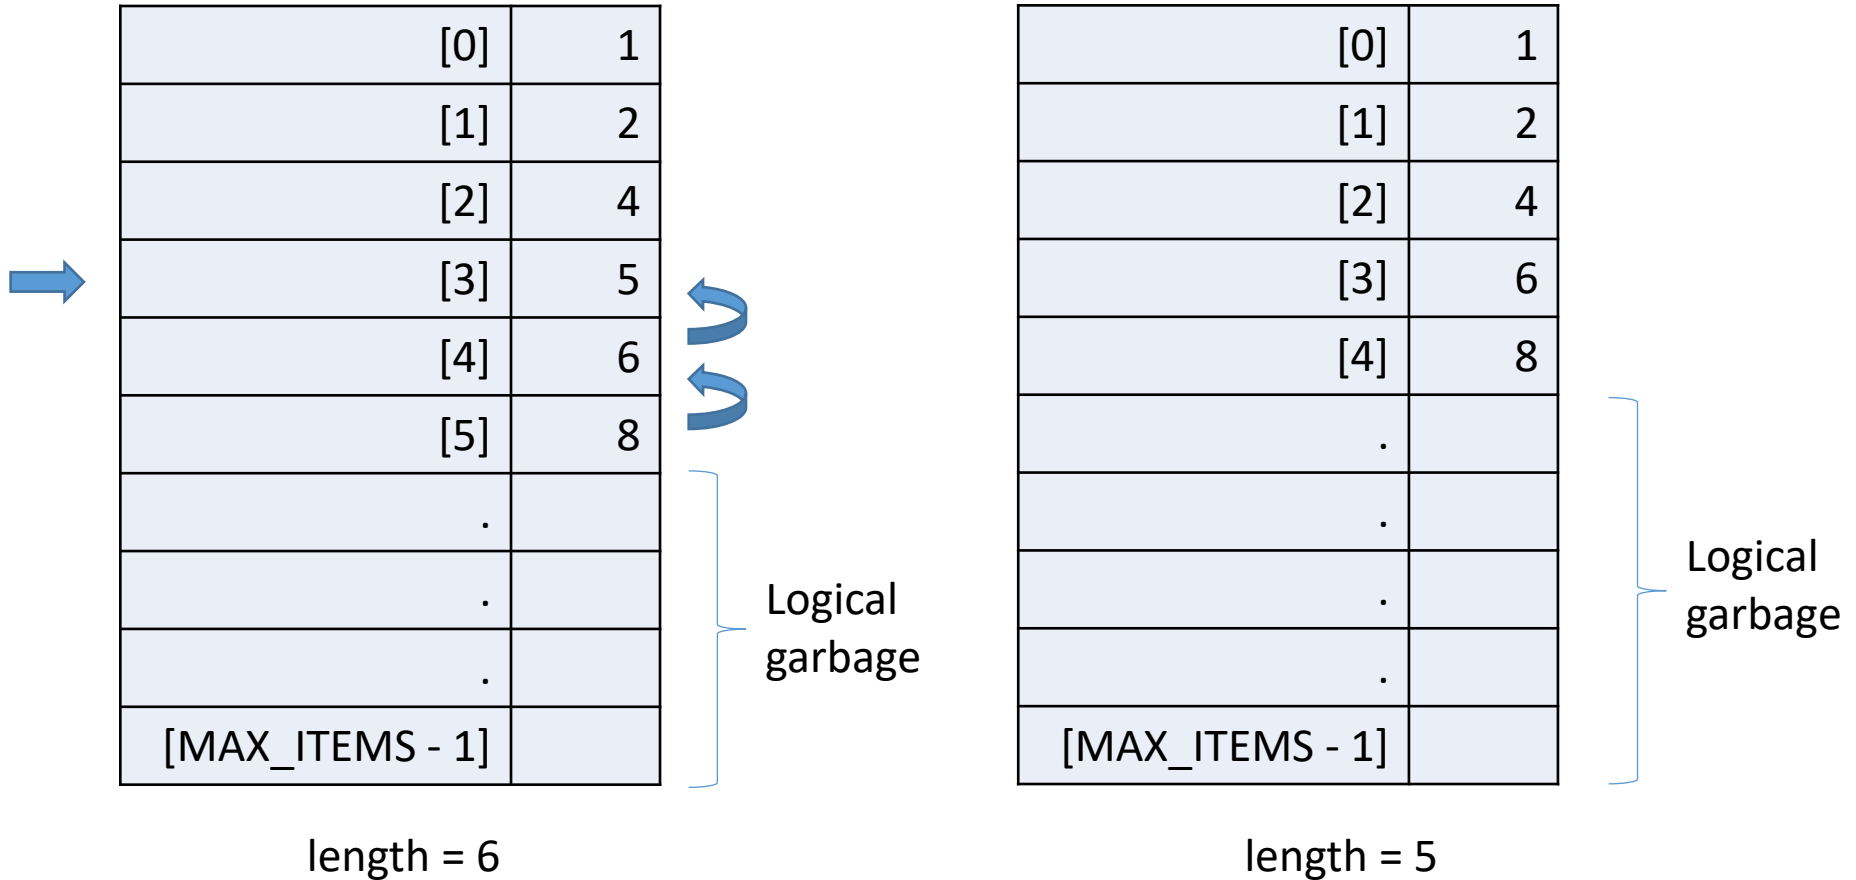 [0] 1
[1] 2
[2] 4
[3] 5
[4] 6
[5] 8
.
.
.
[MAX_ITEMS - 1]
Logical
garbage
length = 6
[0] 1
[1] 2
[2] 4
[3] 6
[4] 8
.
.
.
.
[MAX_ITEMS - 1]
Logical
garbage
length = 5